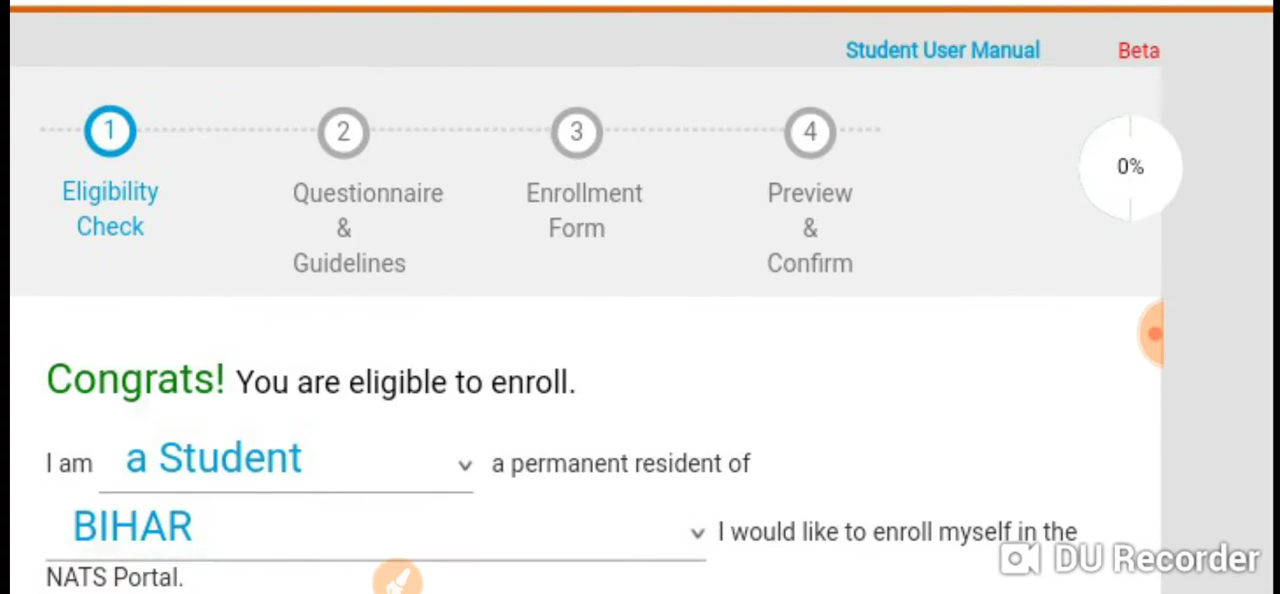 Student User Manual Beta
1 2 3 4
0%
Eligibility Questionnaire Enrollment Preview
Check & Form &
Guidelines Confirm
Congrats! You are eligible to enroll.
I am a Student a permanent resident of
BIHAR I would like to enroll myself in the
DU Recorder
NATS Portal.